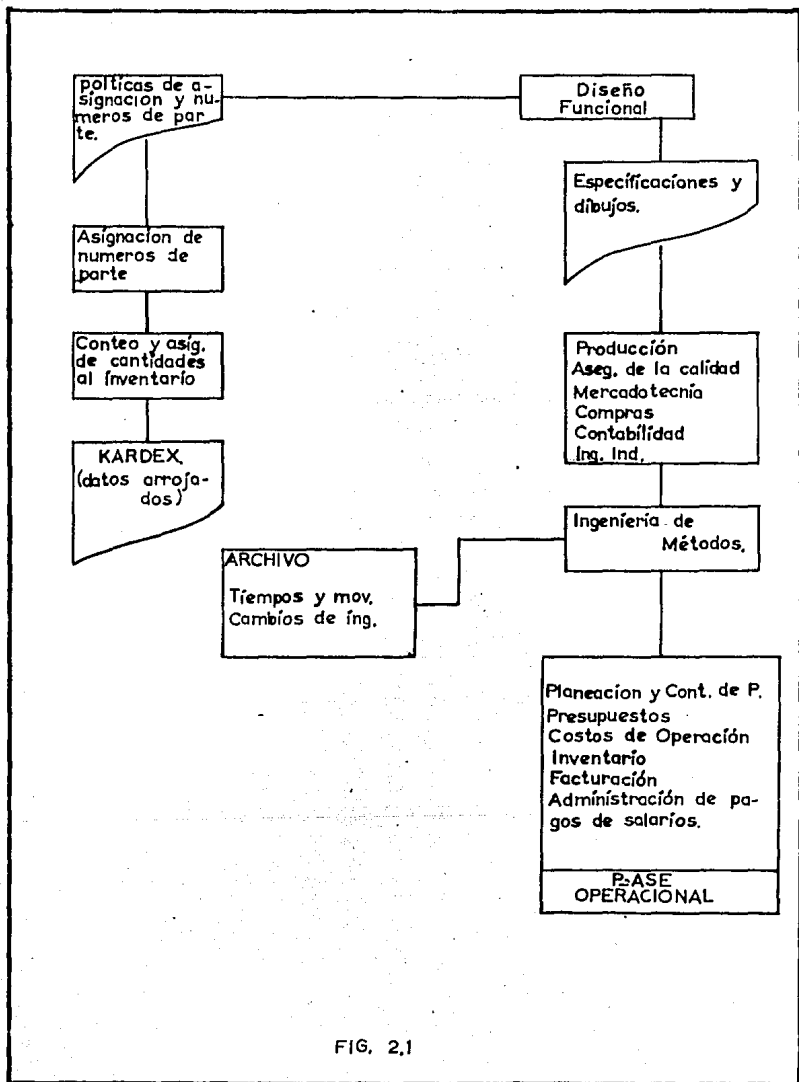 políticas de a-
signacion y nu-
meros de par
te.
Asignacion de
numeros de
parte
Conteo y asig.
de cantidades
al inventario
KARDEX.
(datos arroja-
dos)
Diseño
Funcional
Especificaciones y
dibujos.
Producción
Aseg. de la calidad
Mercadotecnia
Compras
Contabilidad
Ing. Ind.
Ingeniería de
Métodos.
ARCHIVO
Tiempos y mov.
Cambios de ing.
Planeacion y Cont. de P.
Presupuestos
Costos de Operación
Inventario
Facturación
Administración de pa-
gos de salarios.
OPERACIONAL
FIG. 2.1